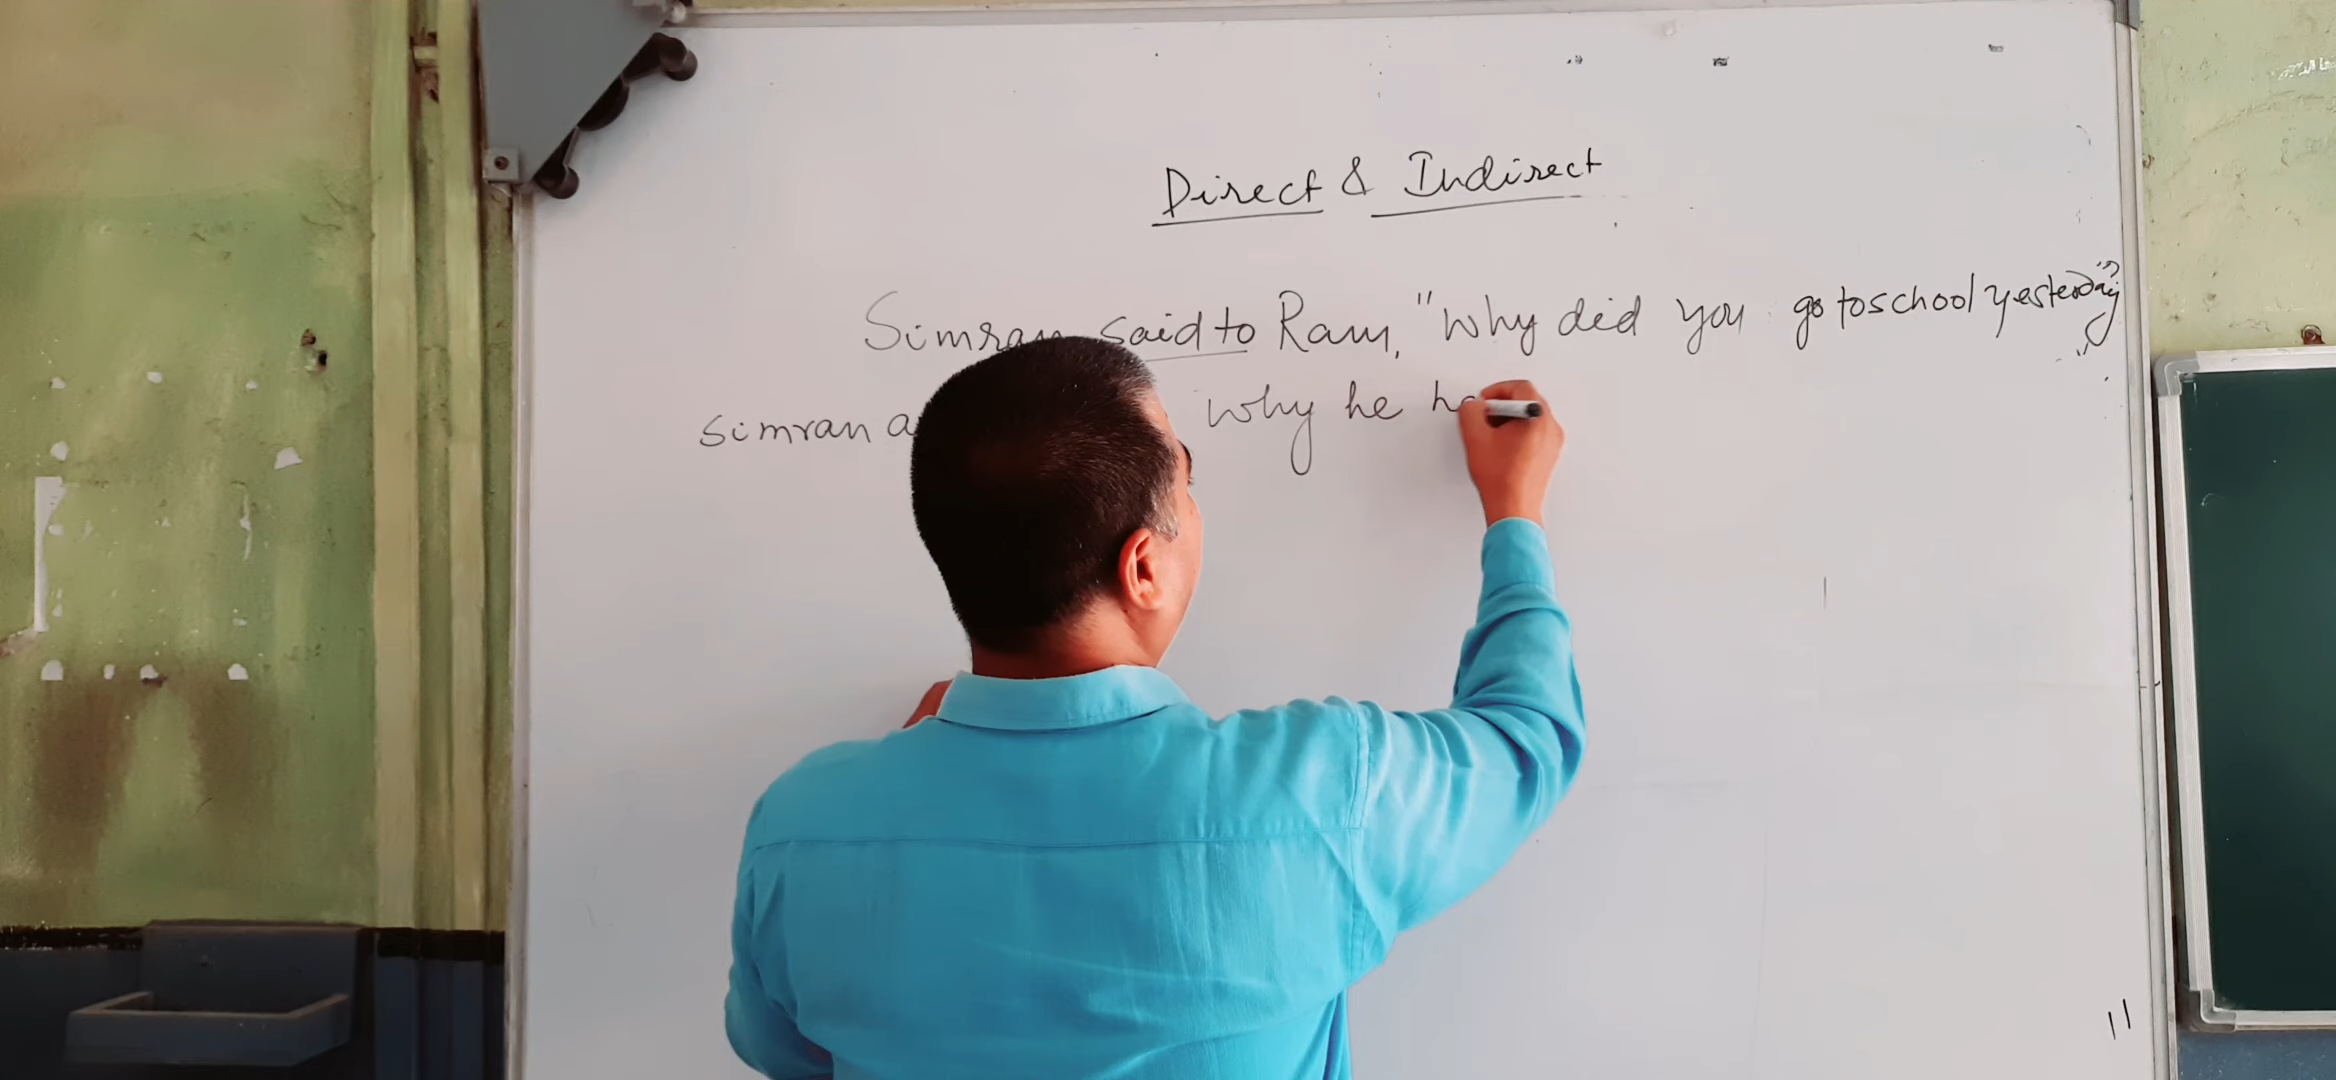 Direct & Indirect
Simran said to Ram, "Why did you go to school yesterday?"
simran why he